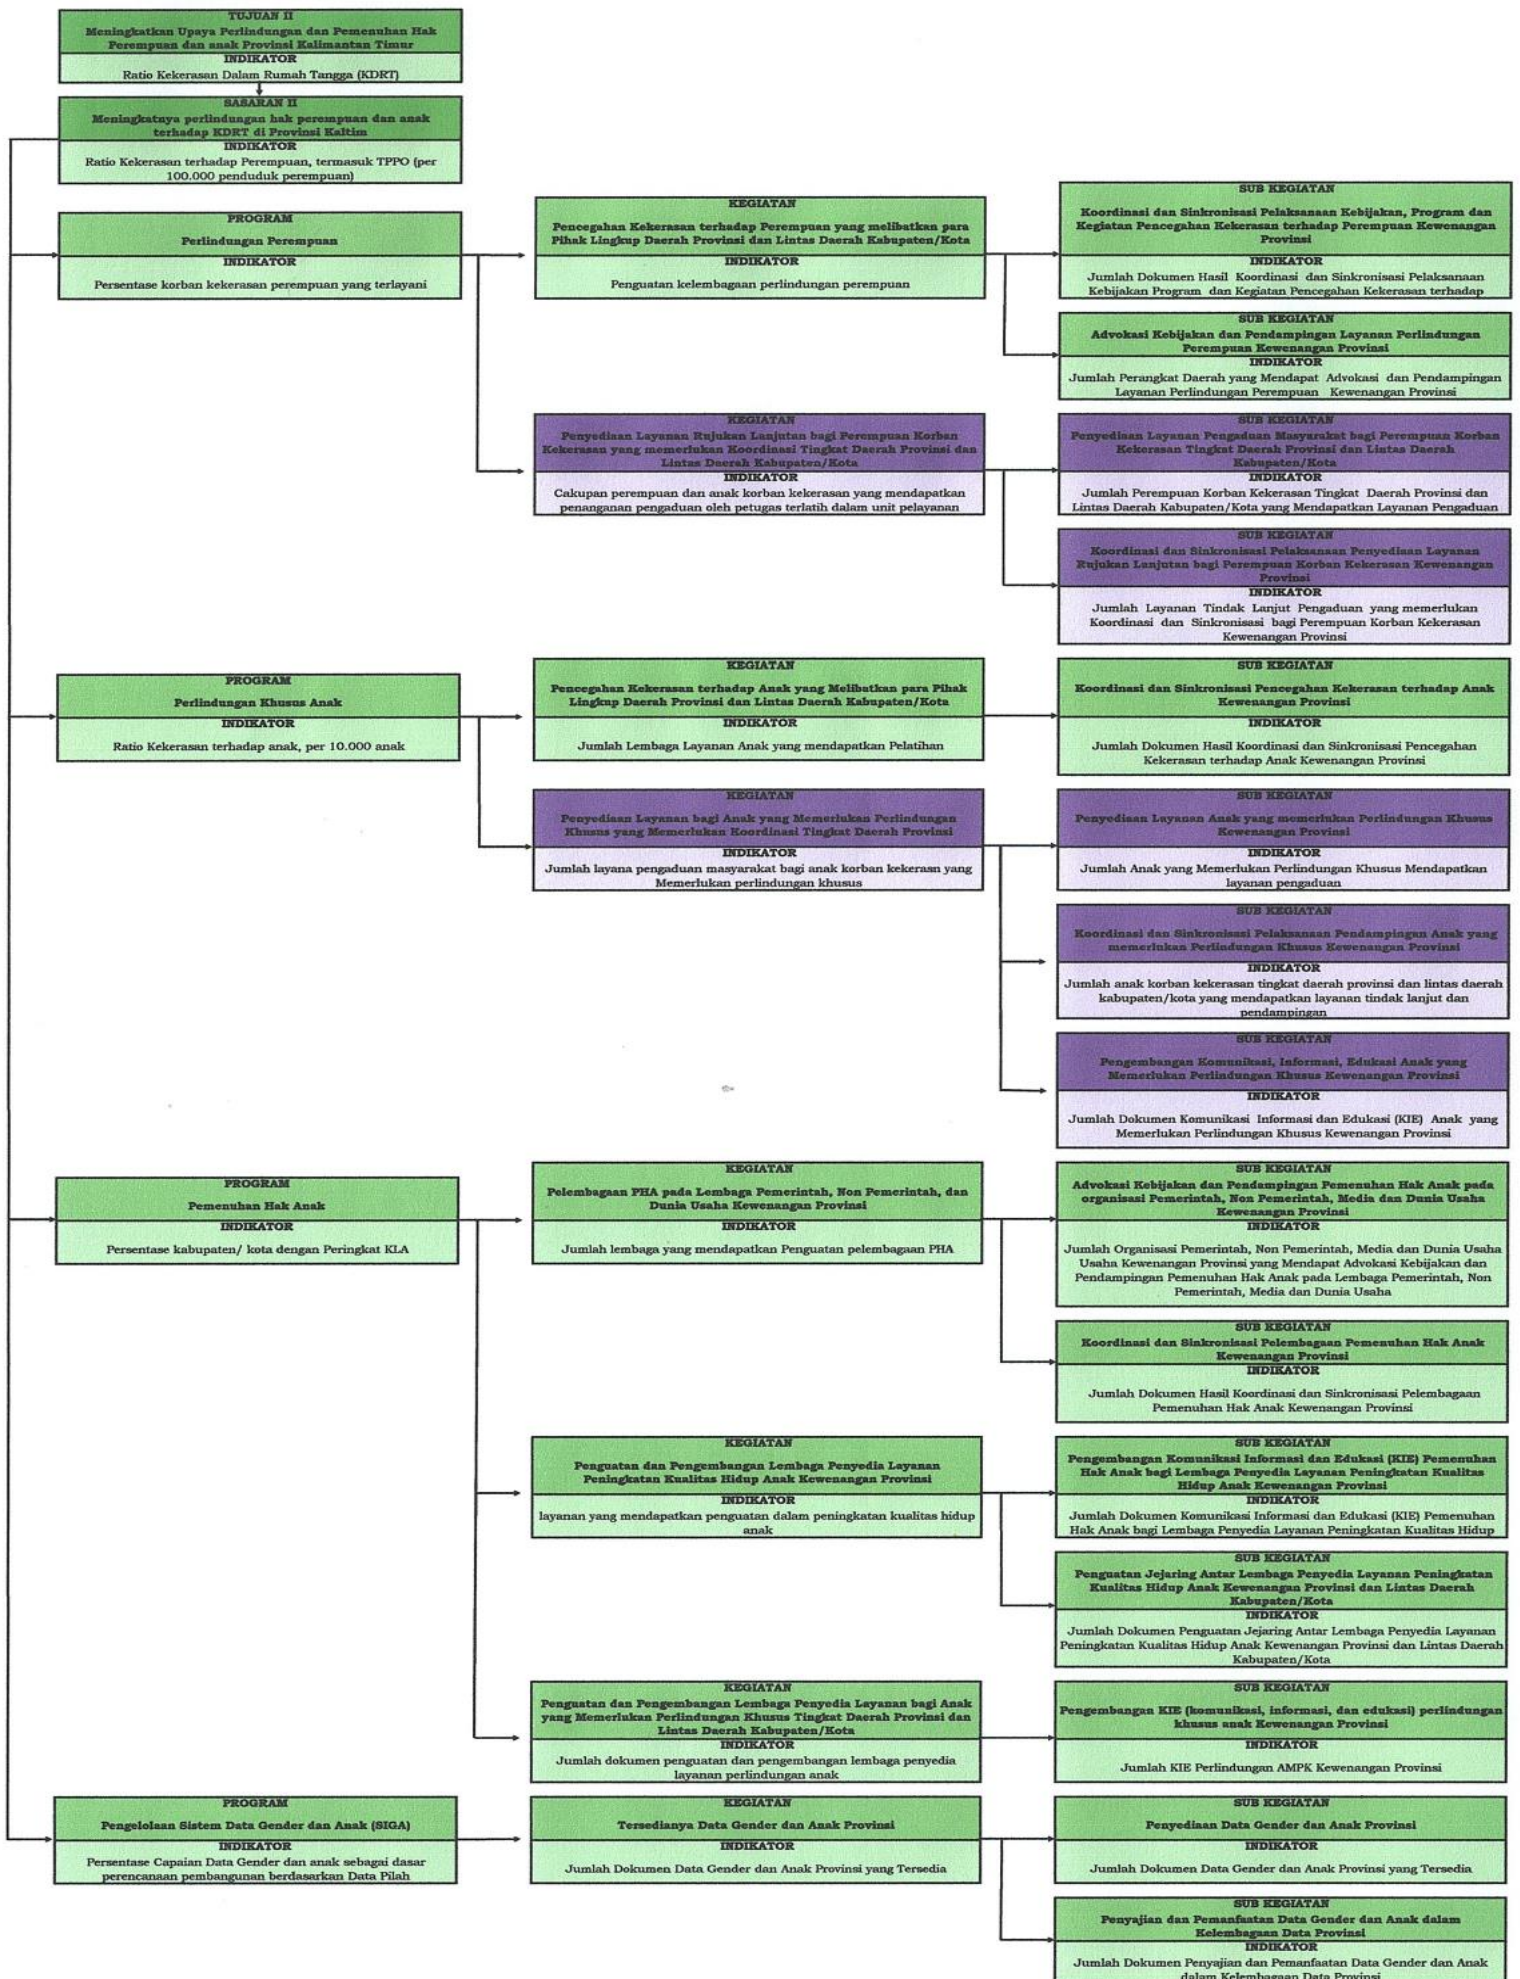 TUJUAN II
Meningkatkan Upaya Perlindungan dan Pemenuhan Hak
Perempuan dan anak Provinsi Kalimantan Timur
INDIKATOR
Ratio Kekerasan Dalam Rumah Tangga (KDRT)
SASARAN II
Meningkatnya perlindungan hak perempuan dan anak
terhadap KDRT di Provinsi Kaltim
INDIKATOR
Ratio Kekerasan terhadap Perempuan, termasuk TPPO (per
100.000 penduduk perempuan)
PROGRAM
Perlindungan Perempuan
INDIKATOR
Persentase korban kekerasan perempuan yang terlayani
KEGIATAN
Pencegahan Kekerasan terhadap Perempuan yang melibatkan para
Pihak Lingkup Daerah Provinsi dan Lintas Daerah Kabupaten/Kota
INDIKATOR
Penguatan kelembagaan perlindungan perempuan
SUB KEGIATAN
Koordinasi dan Sinkronisasi Pelaksanaan Kebijakan, Program dan
Kegiatan Pencegahan Kekerasan terhadap Perempuan Kewenangan
Provinsi
INDIKATOR
Jumlah Dokumen Hasil Koordinasi dan Sinkronisasi Pelaksanaan
Kebijakan Program dan Kegiatan Pencegahan Kekerasan terhadap
SUB KEGIATAN
Advokasi Kebijakan dan Pendampingan Layanan Perlindungan
Perempuan Kewenangan Provinsi
INDIKATOR
Jumlah Perangkat Daerah yang Mendapat Advokasi dan Pendampingan
Layanan Perlindungan Perempuan Kewenangan Provinsi
KEGIATAN
Penyediaan Layanan Rujukan Lanjutan bagi Perempuan Korban
Kekerasan yang memerlukan Koordinasi Tingkat Daerah Provinsi dan
Lintas Daerah Kabupaten/Kota
INDIKATOR
Cakupan perempuan dan anak korban kekerasan yang mendapatkan
penanganan pengaduan oleh petugas terlatih dalam unit pelayanan
SUB KEGIATAN
Penyediaan Layanan Pengaduan Masyarakat bagi Perempuan Korban
Kekerasan Tingkat Daerah Provinsi dan Lintas Daerah
Kabupaten/Kota
INDIKATOR
Jumlah Perempuan Korban Kekerasan Tingkat Daerah Provinsi dan
Lintas Daerah Kabupaten/Kota yang Mendapatkan Layanan Pengaduan
SUB KEGIATAN
Koordinasi dan Sinkronisasi Pelaksanaan Penyediaan Layanan
Rujukan Lanjutan bagi Perempuan Korban Kekerasan Kewenangan
Provinsi
INDIKATOR
Jumlah Layanan Tindak Lanjut Pengaduan yang memerlukan
Koordinasi dan Sinkronisasi bagi Perempuan Korban Kekerasan
Kewenangan Provinsi
PROGRAM
Perlindungan Khusus Anak
INDIKATOR
Ratio Kekerasan terhadap anak, per 10.000 anak
KEGIATAN
Pencegahan Kekerasan terhadap Anak yang Melibatkan para Pihak
Lingkup Daerah Provinsi dan Lintas Daerah Kabupaten/Kota
INDIKATOR
Jumlah Lembaga Layanan Anak yang mendapatkan Pelatihan
SUB KEGIATAN
Koordinasi dan Sinkronisasi Pencegahan Kekerasan terhadap Anak
Kewenangan Provinsi
INDIKATOR
Jumlah Dokumen Hasil Koordinasi dan Sinkronisasi Pencegahan
Kekerasan terhadap Anak Kewenangan Provinsi
KEGIATAN
Penyediaan Layanan bagi Anak yang Memerlukan Perlindungan
Khusus yang Memerlukan Koordinasi Tingkat Daerah Provinsi
INDIKATOR
Jumlah layana pengaduan masyarakat bagi anak korban kekerasn yang
Memerlukan perlindungan khusus
SUB KEGIATAN
Penyediaan Layanan Anak yang memerlukan Perlindungan Khusus
Kewenangan Provinsi
INDIKATOR
Jumlah Anak yang Memerlukan Perlindungan Khusus Mendapatkan
layanan pengaduan
SUB KEGIATAN
Koordinasi dan Sinkronisasi Pelaksanaan Pendampingan Anak yang
memerlukan Perlindungan Khusus Kewenangan Provinsi
INDIKATOR
Jumlah anak korban kekerasan tingkat daerah provinsi dan lintas daerah
kabupaten/kota yang mendapatkan layanan tindak lanjut dan
pendampingan
SUB KEGIATAN
Pengembangan Komunikasi, Informasi, Edukasi Anak yang
Memerlukan Perlindungan Khusus Kewenangan Provinsi
INDIKATOR
Jumlah Dokumen Komunikasi Informasi dan Edukasi (KIE) Anak yang
Memerlukan Perlindungan Khusus Kewenangan Provinsi
PROGRAM
Pemenuhan Hak Anak
INDIKATOR
Persentase kabupaten/ kota dengan Peringkat KLA
KEGIATAN
Pelembagaan PHA pada Lembaga Pemerintah, Non Pemerintah, dan
Dunia Usaha Kewenangan Provinsi
INDIKATOR
Jumlah lembaga yang mendapatkan Penguatan pelembagaan PHA
SUB KEGIATAN
Advokasi Kebijakan dan Pendampingan Pemenuhan Hak Anak pada
organisasi Pemerintah, Non Pemerintah, Media dan Dunia Usaha
Kewenangan Provinsi
INDIKATOR
Jumlah Organisasi Pemerintah, Non Pemerintah, Media dan Dunia Usaha
Usaha Kewenangan Provinsi yang Mendapat Advokasi Kebijakan dan
Pendampingan Pemenuhan Hak Anak pada Lembaga Pemerintah, Non
Pemerintah, Media dan Dunia Usaha
SUB KEGIATAN
Koordinasi dan Sinkronisasi Pelembagaan Pemenuhan Hak Anak
Kewenangan Provinsi
INDIKATOR
Jumlah Dokumen Hasil Koordinasi dan Sinkronisasi Pelembagaan
Pemenuhan Hak Anak Kewenangan Provinsi
KEGIATAN
Penguatan dan Pengembangan Lembaga Penyedia Layanan
Peningkatan Kualitas Hidup Anak Kewenangan Provinsi
INDIKATOR
layanan yang mendapatkan penguatan dalam peningkatan kualitas hidup
anak
SUB KEGIATAN
Pengembangan Komunikasi Informasi dan Edukasi (KIE) Pemenuhan
Hak Anak bagi Lembaga Penyedia Layanan Peningkatan Kualitas
Hidup Anak Kewenangan Provinsi
INDIKATOR
Jumlah Dokumen Komunikasi Informasi dan Edukasi (KIE) Pemenuhan
Hak Anak bagi Lembaga Penyedia Layanan Peningkatan Kualitas Hidup
SUB KEGIATAN
Penguatan Jejaring Antar Lembaga Penyedia Layanan Peningkatan
Kualitas Hidup Anak Kewenangan Provinsi dan Lintas Daerah
Kabupaten/Kota
INDIKATOR
Jumlah Dokumen Penguatan Jejaring Antar Lembaga Penyedia Layanan
Peningkatan Kualitas Hidup Anak Kewenangan Provinsi dan Lintas Daerah
Kabupaten/Kota
KEGIATAN
Penguatan dan Pengembangan Lembaga Penyedia Layanan bagi Anak
yang Memerlukan Perlindungan Khusus Tingkat Daerah Provinsi dan
Lintas Daerah Kabupaten/Kota
INDIKATOR
Jumlah dokumen penguatan dan pengembangan lembaga penyedia
layanan perlindungan anak
SUB KEGIATAN
Pengembangan KIE (komunikasi, informasi, dan edukasi) perlindungan
khusus anak Kewenangan Provinsi
INDIKATOR
Jumlah KIE Perlindungan AMPK Kewenangan Provinsi
PROGRAM
Pengelolaan Sistem Data Gender dan Anak (SIGA)
INDIKATOR
Persentase Capaian Data Gender dan anak sebagai dasar
perencanaan pembangunan berdasarkan Data Pilah
KEGIATAN
Tersedianya Data Gender dan Anak Provinsi
INDIKATOR
Jumlah Dokumen Data Gender dan Anak Provinsi yang Tersedia
SUB KEGIATAN
Penyediaan Data Gender dan Anak Provinsi
INDIKATOR
Jumlah Dokumen Data Gender dan Anak Provinsi yang Tersedia
SUB KEGIATAN
Penyajian dan Pemanfaatan Data Gender dan Anak dalam
Kelembagaan Data Provinsi
INDIKATOR
Jumlah Dokumen Penyajian dan Pemanfaatan Data Gender dan Anak
dalam Kelembagaan Data Provinsi